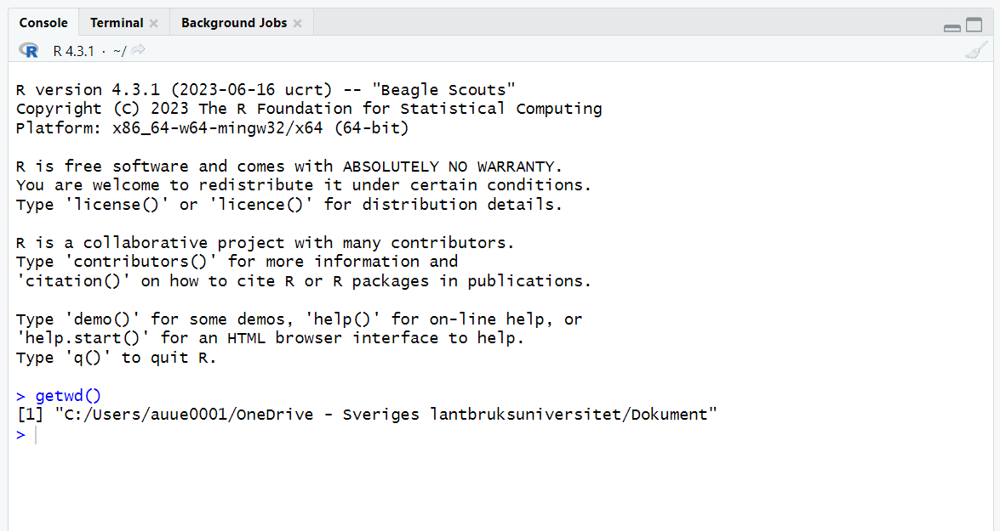 Console Terminal Background Jobs
R R 4.3.1 · ~/
R version 4.3.1 (2023-06-16 ucrt) -- "Beagle Scouts"
Copyright (C) 2023 The R Foundation for Statistical Computing
Platform: x86_64-w64-mingw32/x64 (64-bit)
R is free software and comes with ABSOLUTELY NO WARRANTY.
You are welcome to redistribute it under certain conditions.
Type 'license()' or 'licence()' for distribution details.
R is a collaborative project with many contributors.
Type 'contributors()' for more information and
'citation()' on how to cite R or R packages in publications.
Type 'demo()' for some demos, 'help()' for on-line help, or
'help.start()' for an HTML browser interface to help.
Type 'q()' to quit R.
> getwd()
[1] "C:/Users/auue0001/OneDrive - Sveriges lantbruksuniversitet/Dokument"
>